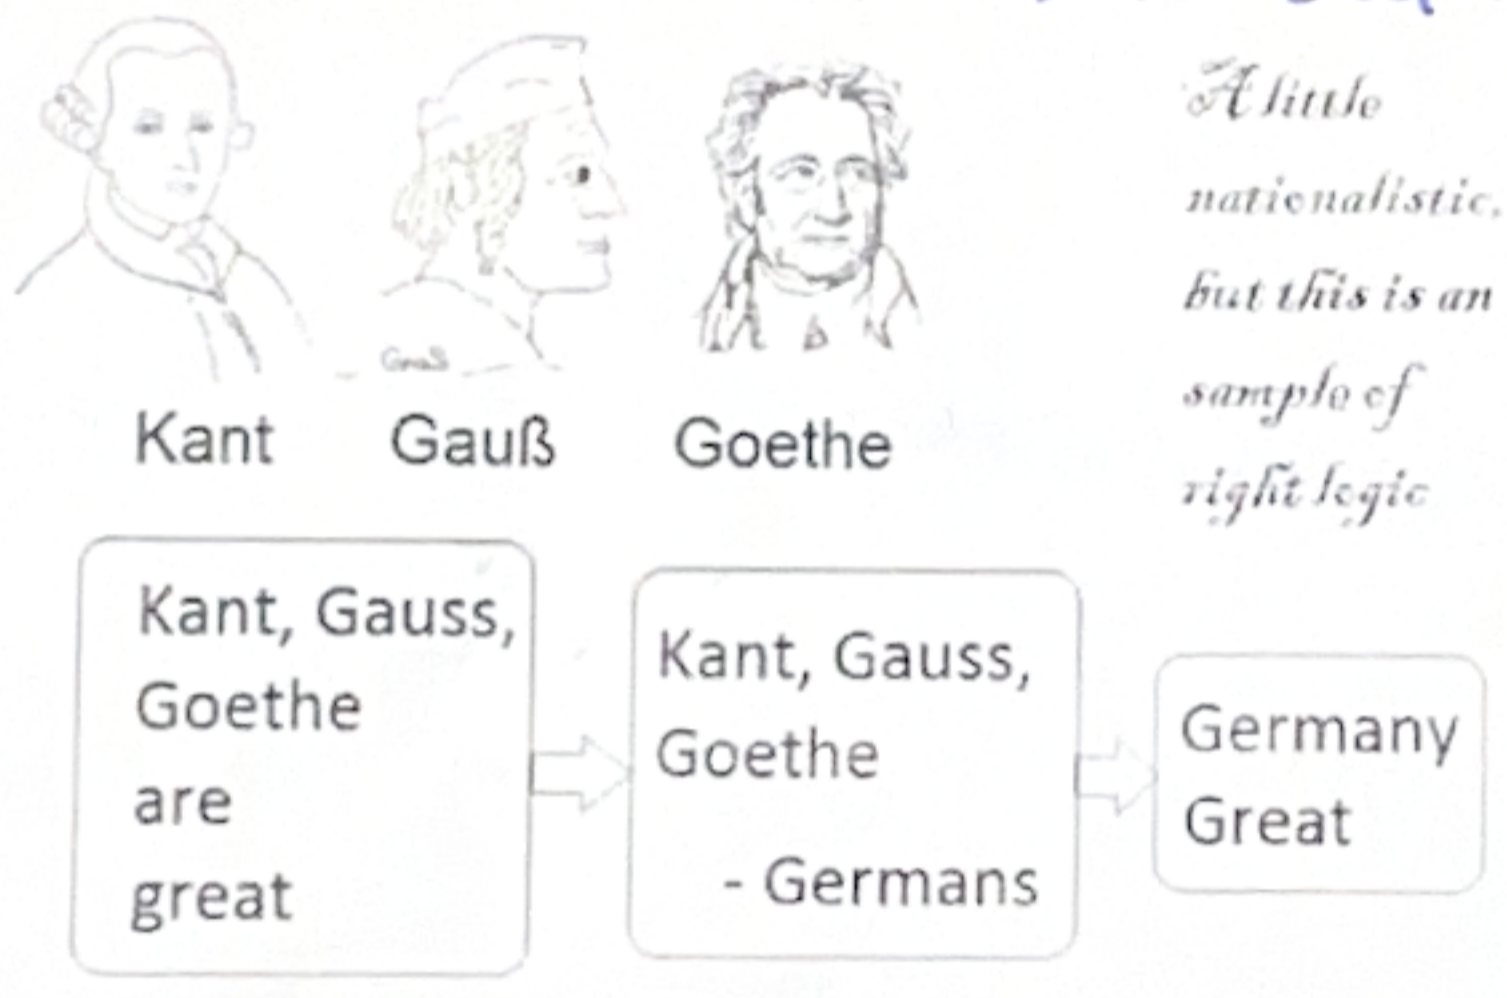 A little
nationalistic,
but this is an
sample of
right logic
Gauß
Kant
Gauß
Goethe
Kant, Gauss,
Goethe
are
great
Kant, Gauss,
Goethe
- Germans
Germany
Great